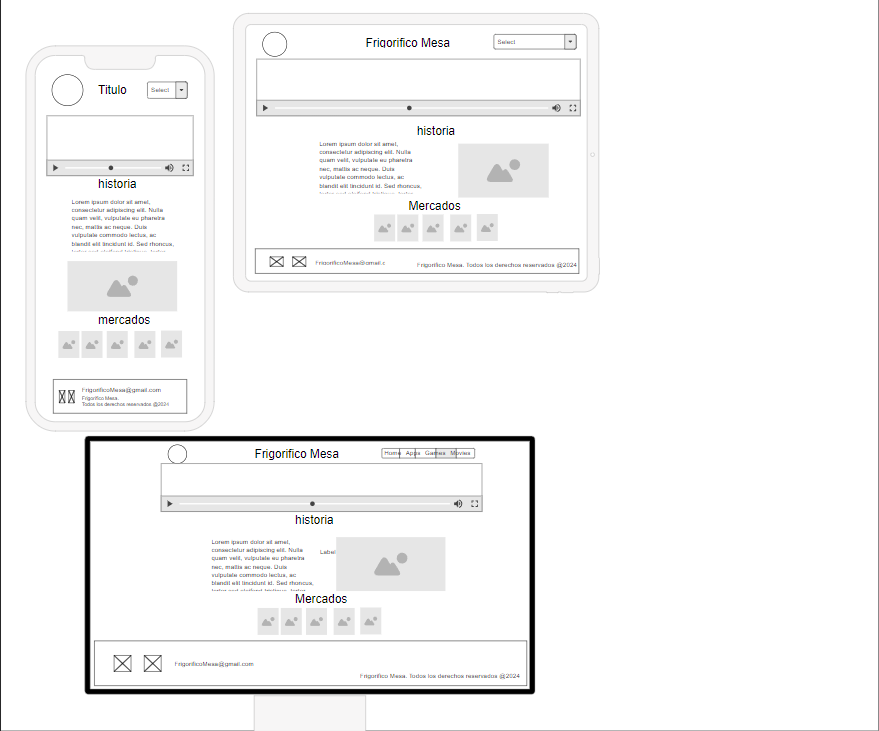 Titulo
Select
historia
Lorem ipsum dolor sit amet,
consectetur adipiscing elit. Nulla
quam velit, vulputate eu pharetra
nec, mattis ac neque. Duis
vulputate commodo lectus, ac
blandit elit tincidunt id. Sed rhoncus,
mercados
FrigorificoMesa@gmail.com
Frigorifico Mesa.
Todos los derechos reservados @2024
Frigorifico Mesa
Select
historia
Lorem ipsum dolor sit amet,
consectetur adipiscing elit. Nulla
quam velit, vulputate eu pharetra
nec, mattis ac neque. Duis
vulputate commodo lectus, ac
blandit elit tincidunt id. Sed rhoncus,
Mercados
FrigorificoMesa@gmail.c
Frigorifico Mesa. Todos los derechos reservados @2024
Frigorifico Mesa
Home Apps Games Movies
historia
Lorem ipsum dolor sit amet,
consectetur adipiscing elit. Nulla
quam velit, vulputate eu pharetra
nec, mattis ac neque. Duis
vulputate commodo lectus, ac
blandit elit tincidunt id. Sed rhoncus,
Label
Mercados
FrigorificoMesa@gmail.com
Frigorifico Mesa. Todos los derechos reservados @2024